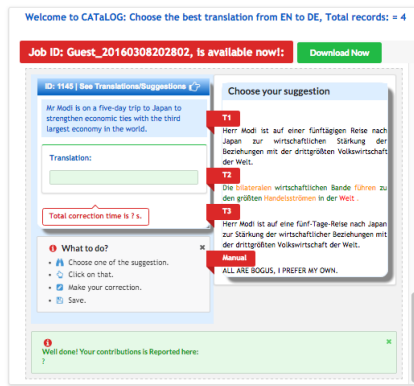 Welcome to CATaLOG: Choose the best translation from EN to DE, Total records: = 4
Job ID: Guest_20160308202802, is available now!:
Download Now
ID: 1145 | See Translations/Suggestions
Mr Modi is on a five-day trip to Japan to
strengthen economic ties with the third
largest economy in the world.
Translation:
Total correction time is ? s.
What to do?
Choose one of the suggestion.
Click on that.
Make your correction.
Save.
Choose your suggestion
T1
Herr Modi ist auf einer fünftägigen Reise nach
Japan zur wirtschaftlichen Stärkung der
Beziehungen mit der drittgrößten Volkswirtschaft
der Welt.
T2
Die bilateralen wirtschaftlichen Bande führen zu
den größten Handelsströmen in der Welt .
T3
Herr Modi ist auf eine fünf-Tage-Reise nach Japan
zur Stärkung der wirtschaftlicher Beziehungen mit
der drittgrößten Volkswirtschaft der Welt.
Manual
ALL ARE BOGUS, I PREFER MY OWN.
Well done! Your contributions is Reported here:
?